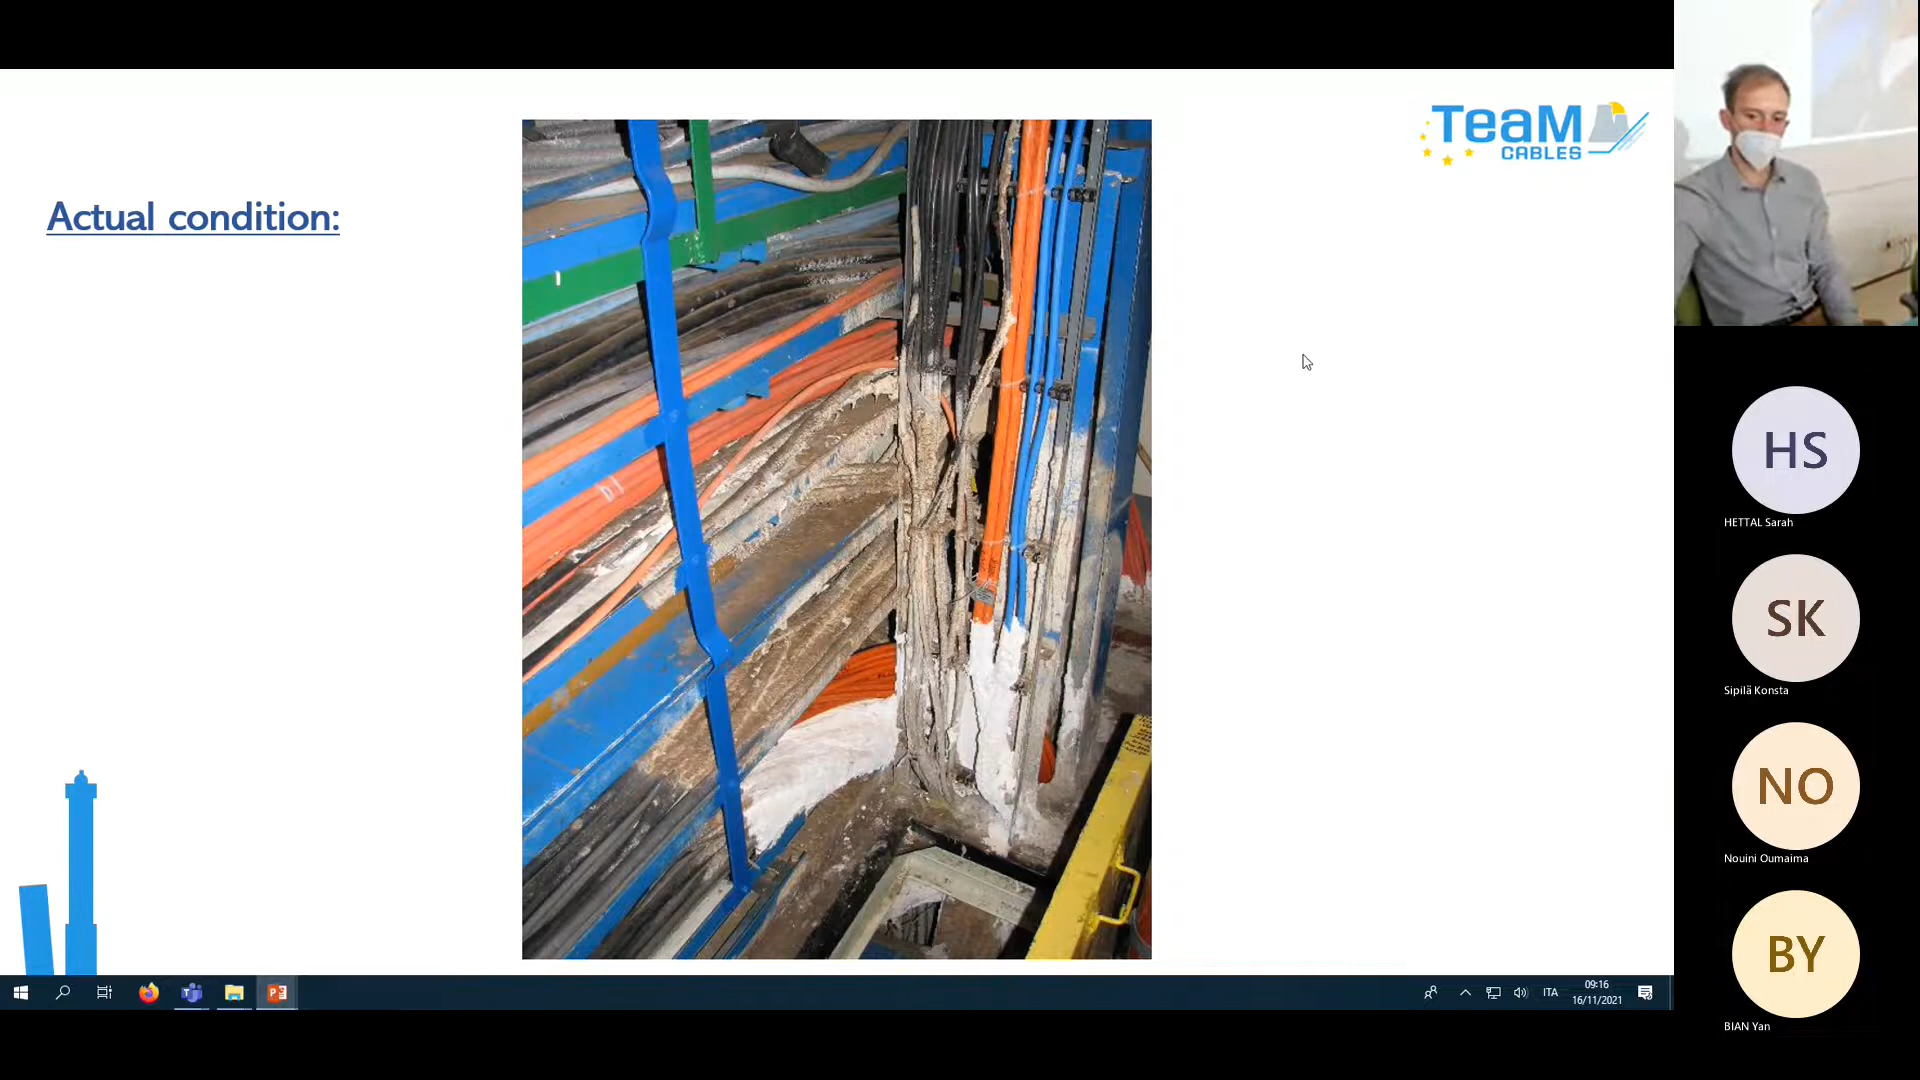 TeaM
CABLES
Actual condition:
HS
HETTAL Sarah
SK
Sipilä Konsta
NO
Nouini Oumaima
BY
BIAN Yan
ITA
09:16
16/11/2021